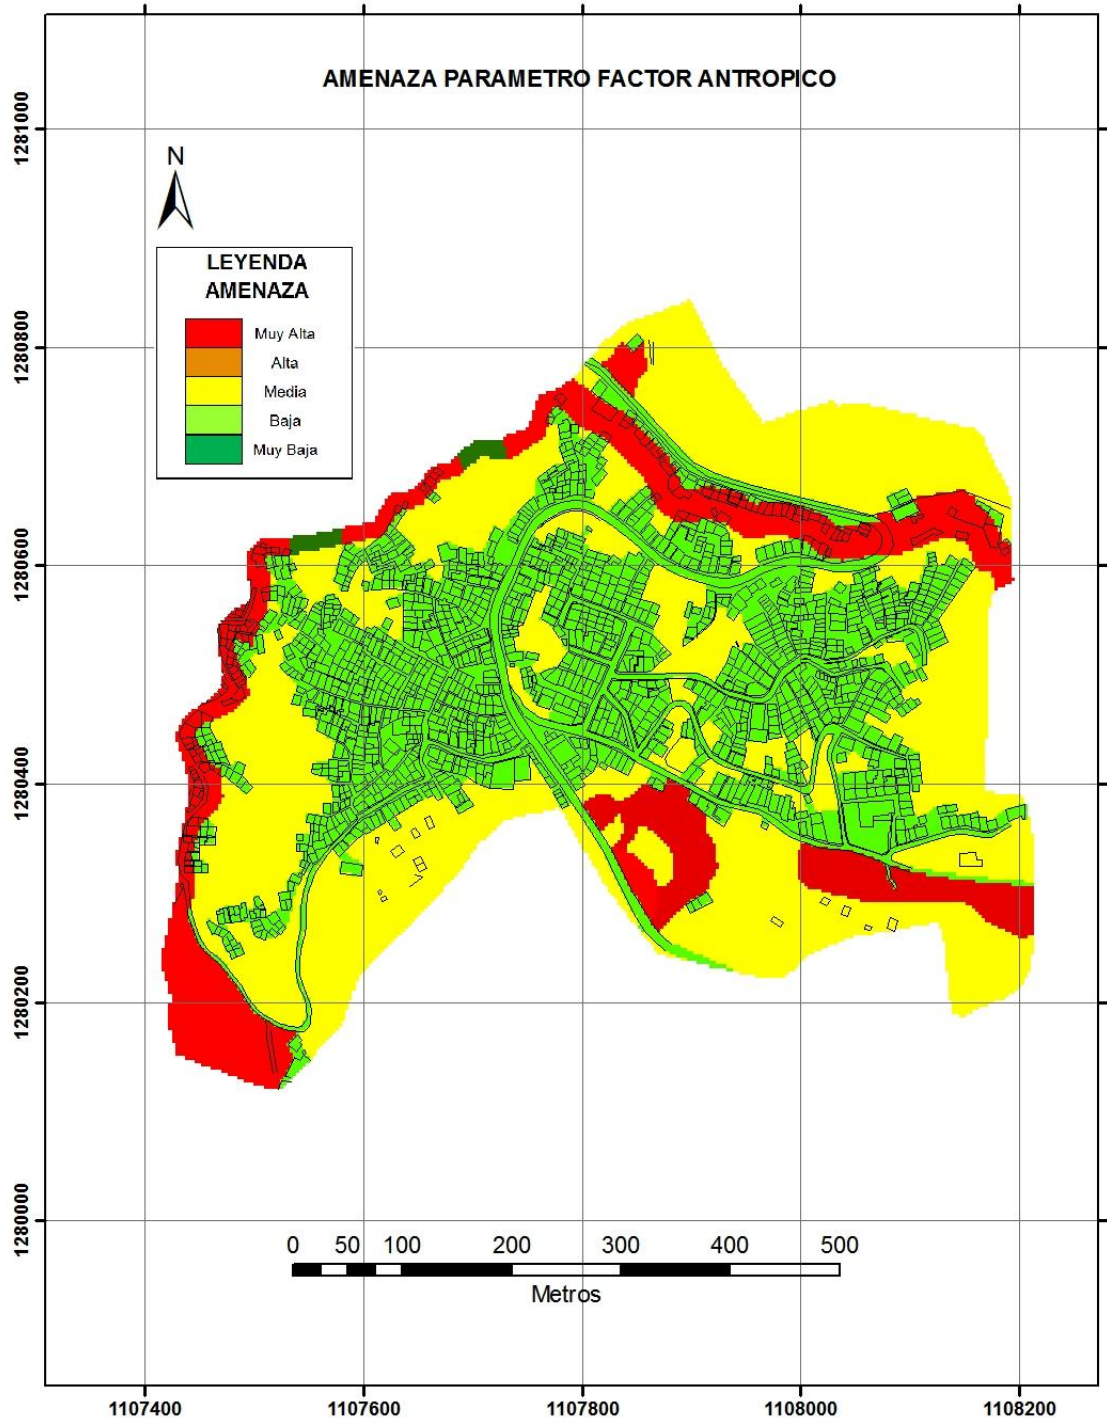 AMENAZA PARAMETRO FACTOR ANTROPICO
1281000
N
LEYENDA
AMENAZA
Muy Alta
Alta
Media
Baja
Muy Baja
1280800
1280600
1280400
1280200
1280000
0 50 100 200 300 400 500
Metros
1107400 1107600 1107800 1108000 1108200